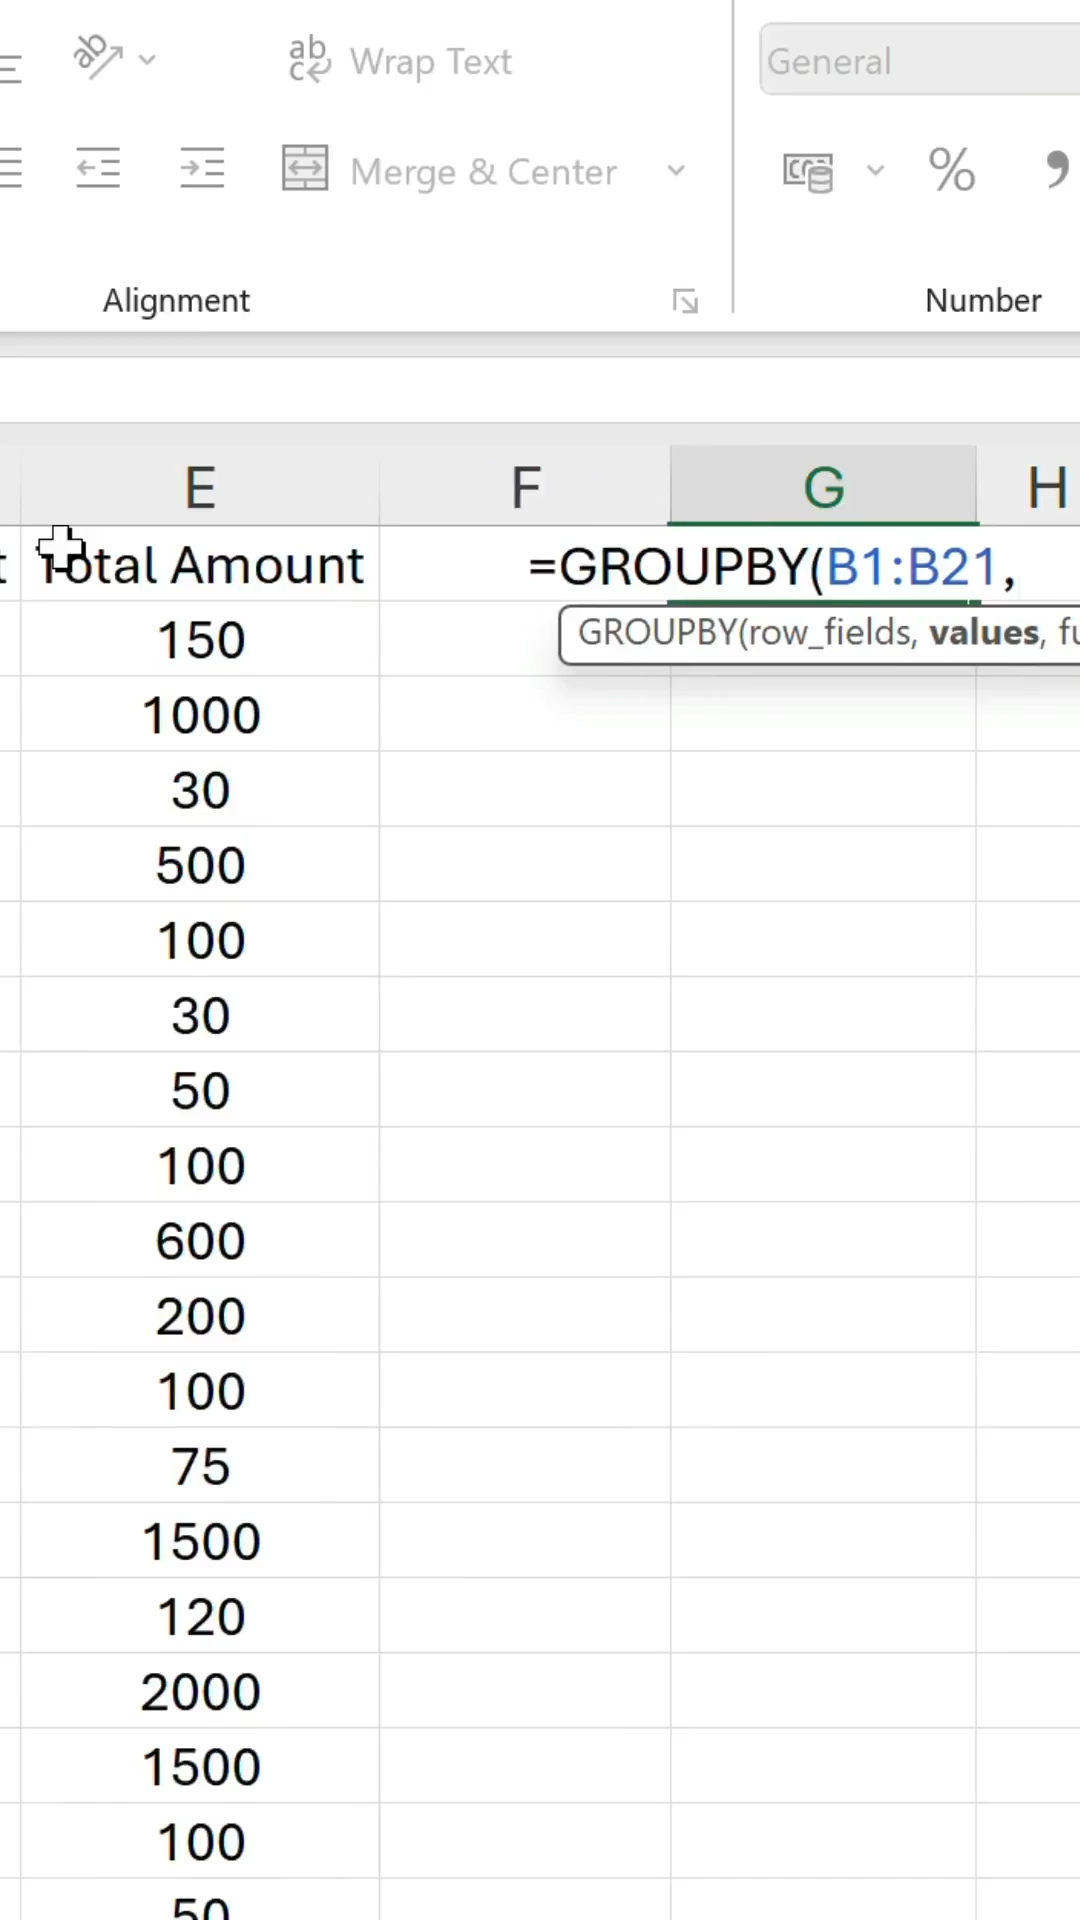 Wrap Text
General
Merge & Center
%
Alignment
Number
E F G H
t Total Amount =GROUPBY(B1:B21,
GROUPBY(row_fields, values, fu
150
1000
30
500
100
30
50
100
600
200
100
75
1500
120
2000
1500
100
50